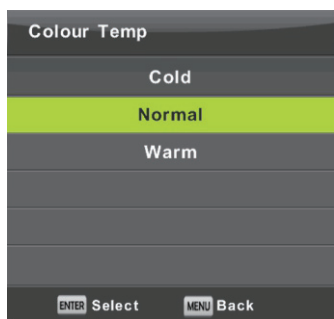 Colour Temp
Cold
Normal
Warm
ENTER Select MENU Back